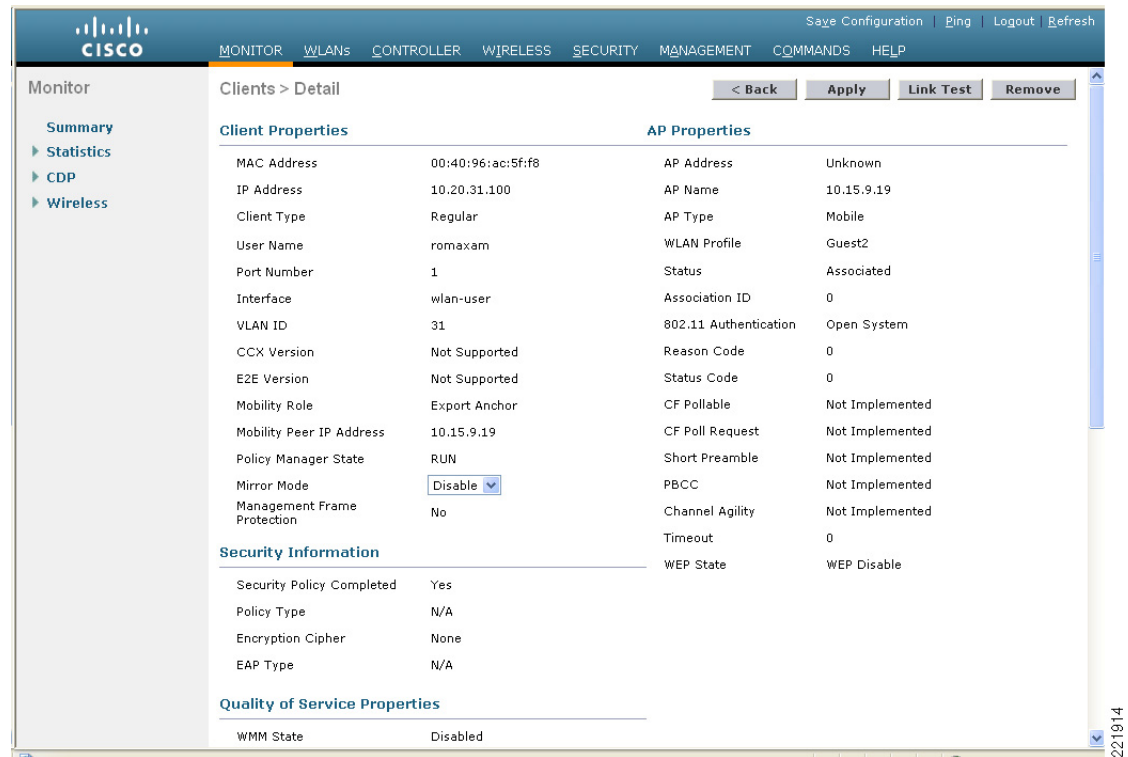 Save Configuration | Ping | Logout | Refresh
CISCO
MONITOR WLANs CONTROLLER WIRELESS SECURITY MANAGEMENT COMMANDS HELP
Monitor
Summary
Statistics
CDP
Wireless
Clients > Detail
< Back Apply Link Test Remove
Client Properties
MAC Address 00:40:96:ac:5f:f8
IP Address 10.20.31.100
Client Type Regular
User Name romaxam
Port Number 1
Interface wlan-user
VLAN ID 31
CCX Version Not Supported
E2E Version Not Supported
Mobility Role Export Anchor
Mobility Peer IP Address 10.15.9.19
Policy Manager State RUN
Mirror Mode Disable
Management Frame
Protection No
Security Information
Security Policy Completed Yes
Policy Type N/A
Encryption Cipher None
EAP Type N/A
Quality of Service Properties
WMM State Disabled
AP Properties
AP Address Unknown
AP Name 10.15.9.19
AP Type Mobile
WLAN Profile Guest2
Status Associated
Association ID 0
802.11 Authentication Open System
Reason Code 0
Status Code 0
CF Pollable Not Implemented
CF Poll Request Not Implemented
Short Preamble Not Implemented
PBCC Not Implemented
Channel Agility Not Implemented
Timeout 0
WEP State WEP Disable
221914